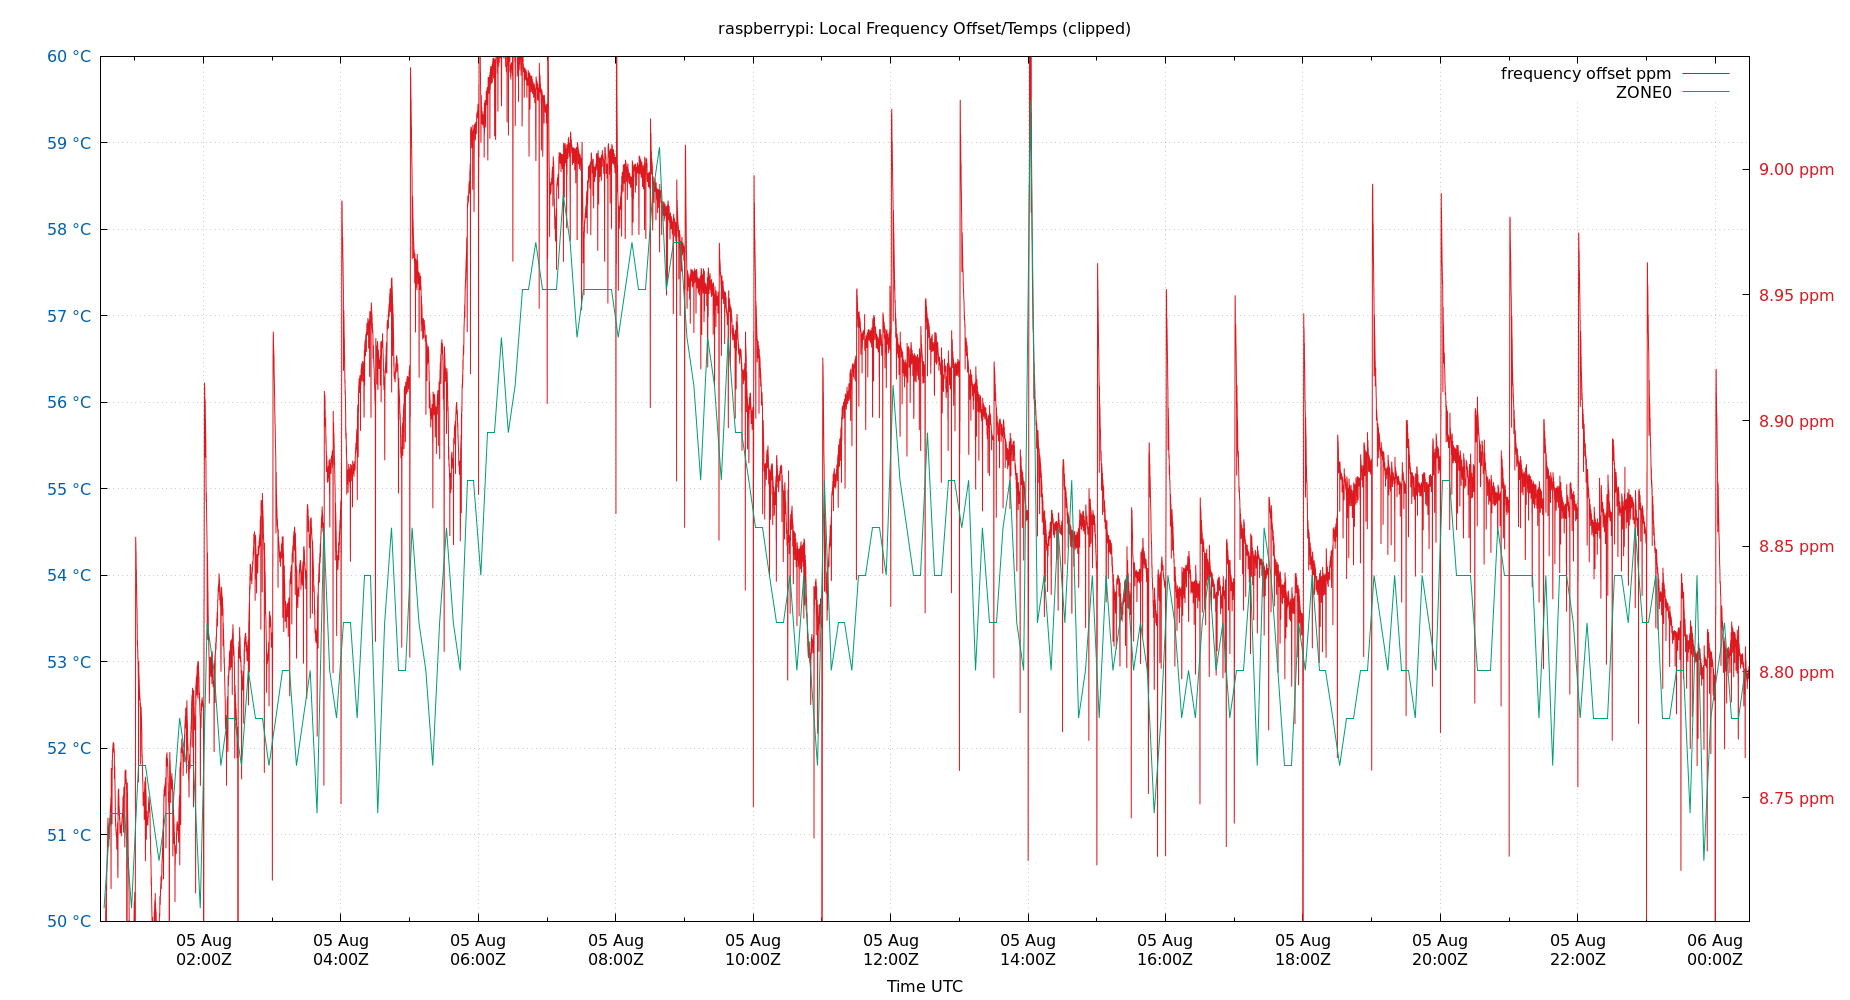 raspberrypi: Local Frequency Offset/Temps (clipped)
60 °C
59 °C
58 °C
57 °C
56 °C
55 °C
54 °C
53 °C
52 °C
51 °C
50 °C
frequency offset ppm
ZONE0
9.00 ppm
8.95 ppm
8.90 ppm
8.85 ppm
8.80 ppm
8.75 ppm
05 Aug
02:00Z
05 Aug
04:00Z
05 Aug
06:00Z
05 Aug
08:00Z
05 Aug
10:00Z
05 Aug
12:00Z
05 Aug
14:00Z
05 Aug
16:00Z
05 Aug
18:00Z
05 Aug
20:00Z
05 Aug
22:00Z
06 Aug
00:00Z
Time UTC